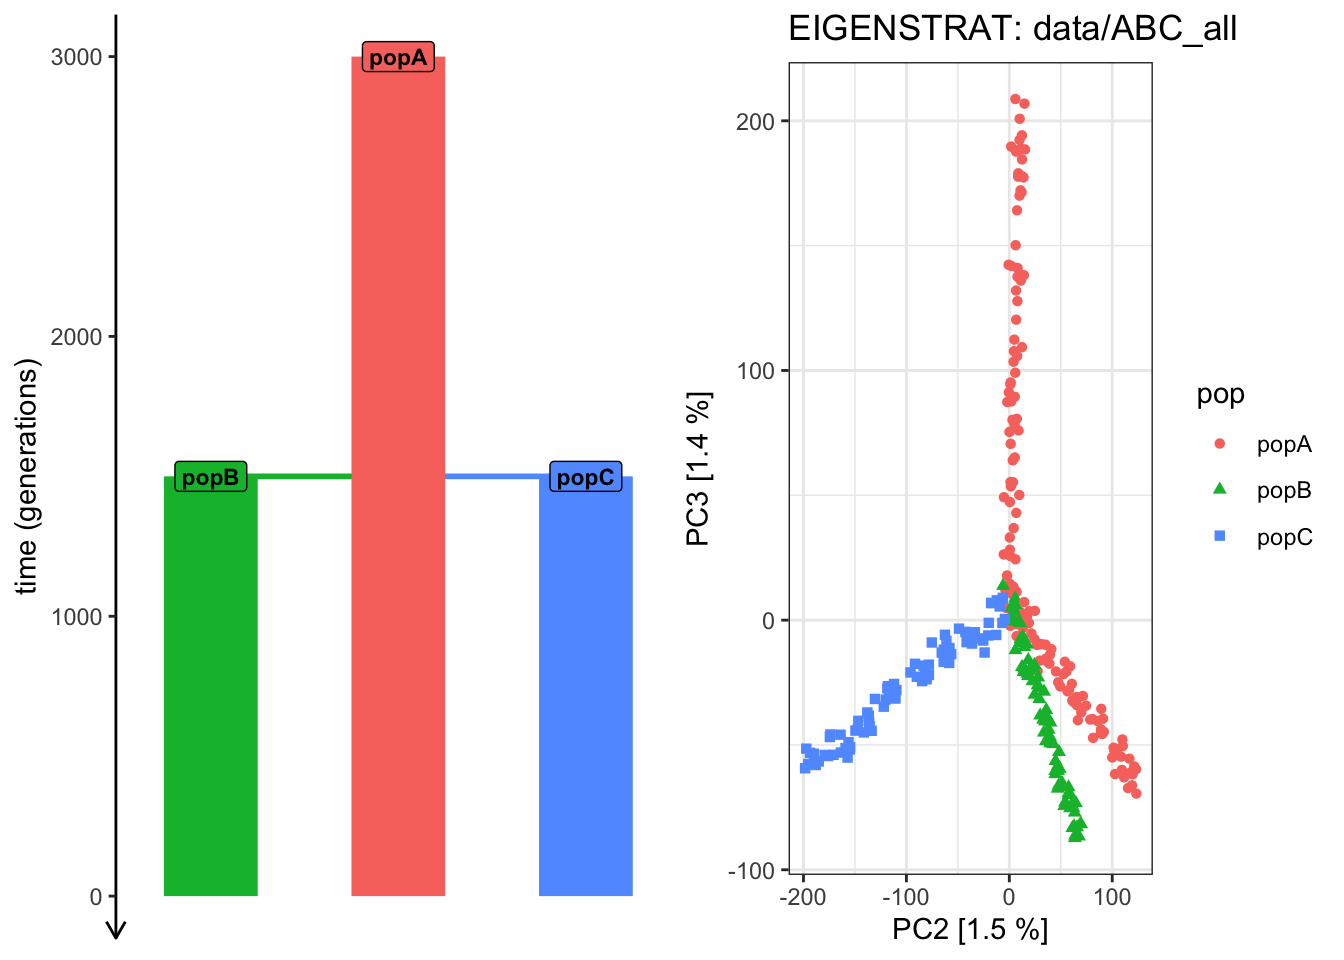 time (generations)
3000
2000
1000
0
popA
popB
popC
EIGENSTRAT: data/ABC_all
PC3 [1.4 %]
200
100
0
-100
-200
-100
0
100
PC2 [1.5 %]
pop
popA
popB
popC